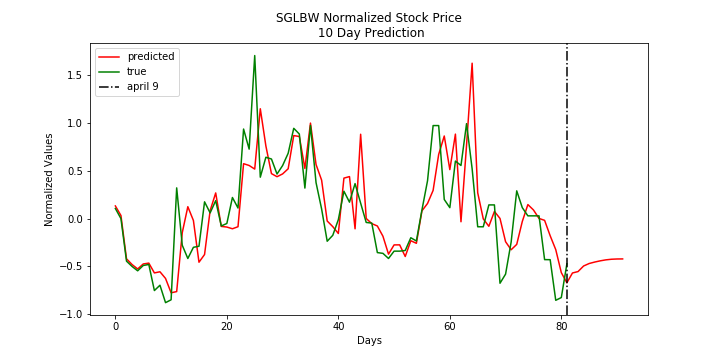 SGLBW Normalized Stock Price
10 Day Prediction
predicted
true
april 9
Normalized Values
1.5
1.0
0.5
0.0
−0.5
−1.0
0
20
40
60
80
Days